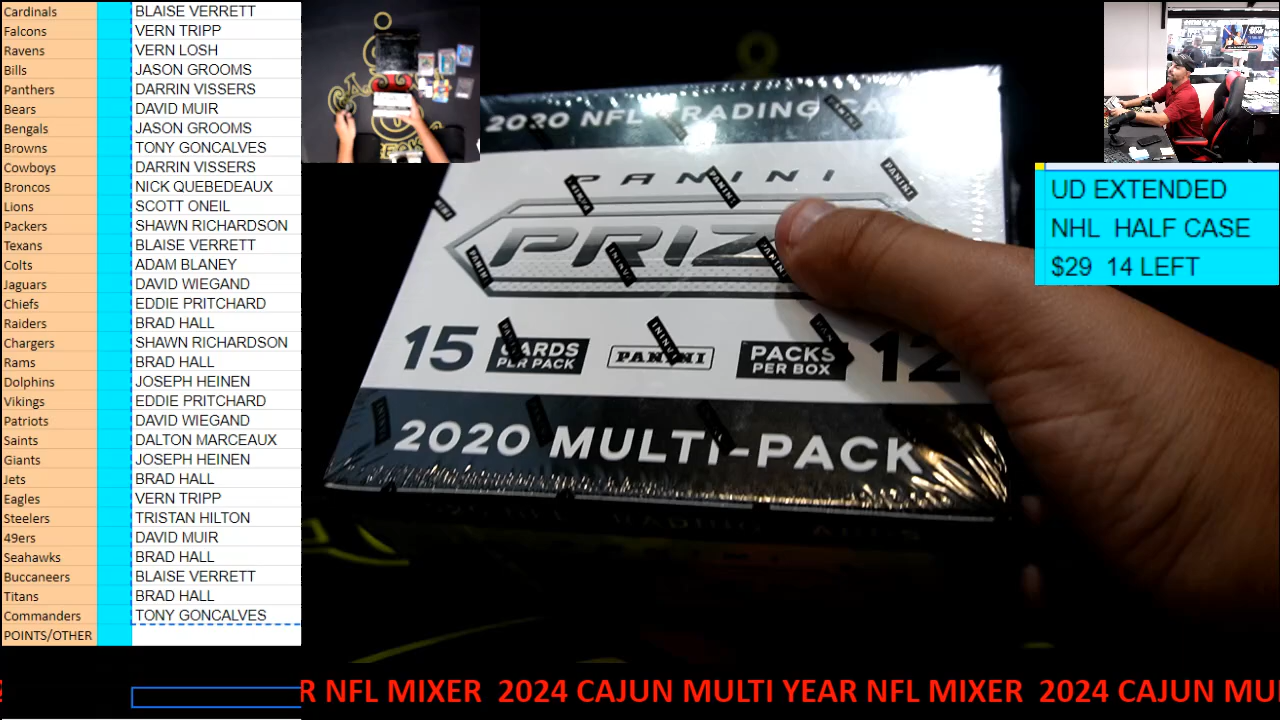 Cardinals BLAISE VERRETT
Falcons VERN TRIPP
Ravens VERN LOSH
Bills JASON GROOMS
Panthers DARRIN VISSERS
Bears DAVID MUIR
Bengals JASON GROOMS
Browns TONY GONCALVES
Cowboys DARRIN VISSERS
Broncos NICK QUEBEDEAUX
Lions SCOTT ONEIL
Packers SHAWN RICHARDSON
Texans BLAISE VERRETT
Colts ADAM BLANEY
Jaguars DAVID WIEGAND
Chiefs EDDIE PRITCHARD
Raiders BRAD HALL
Chargers SHAWN RICHARDSON
Rams BRAD HALL
Dolphins JOSEPH HEINEN
Vikings EDDIE PRITCHARD
Patriots DAVID WIEGAND
Saints DALTON MARCEAUX
Giants JOSEPH HEINEN
Jets BRAD HALL
Eagles VERN TRIPP
Steelers TRISTAN HILTON
49ers DAVID MUIR
Seahawks BRAD HALL
Buccaneers BLAISE VERRETT
Titans BRAD HALL
Commanders TONY GONCALVES
POINTS/OTHER
2020 NFL TRADING CA
PANINI
PRIZ
15 CARDS PER PACK PANINI PACKS PER BOX 12
2020 MULTI-PACK
UD EXTENDED
NHL HALF CASE
$29 14 LEFT
R NFL MIXER 2024 CAJUN MULTI YEAR NFL MIXER 2024 CAJUN MU